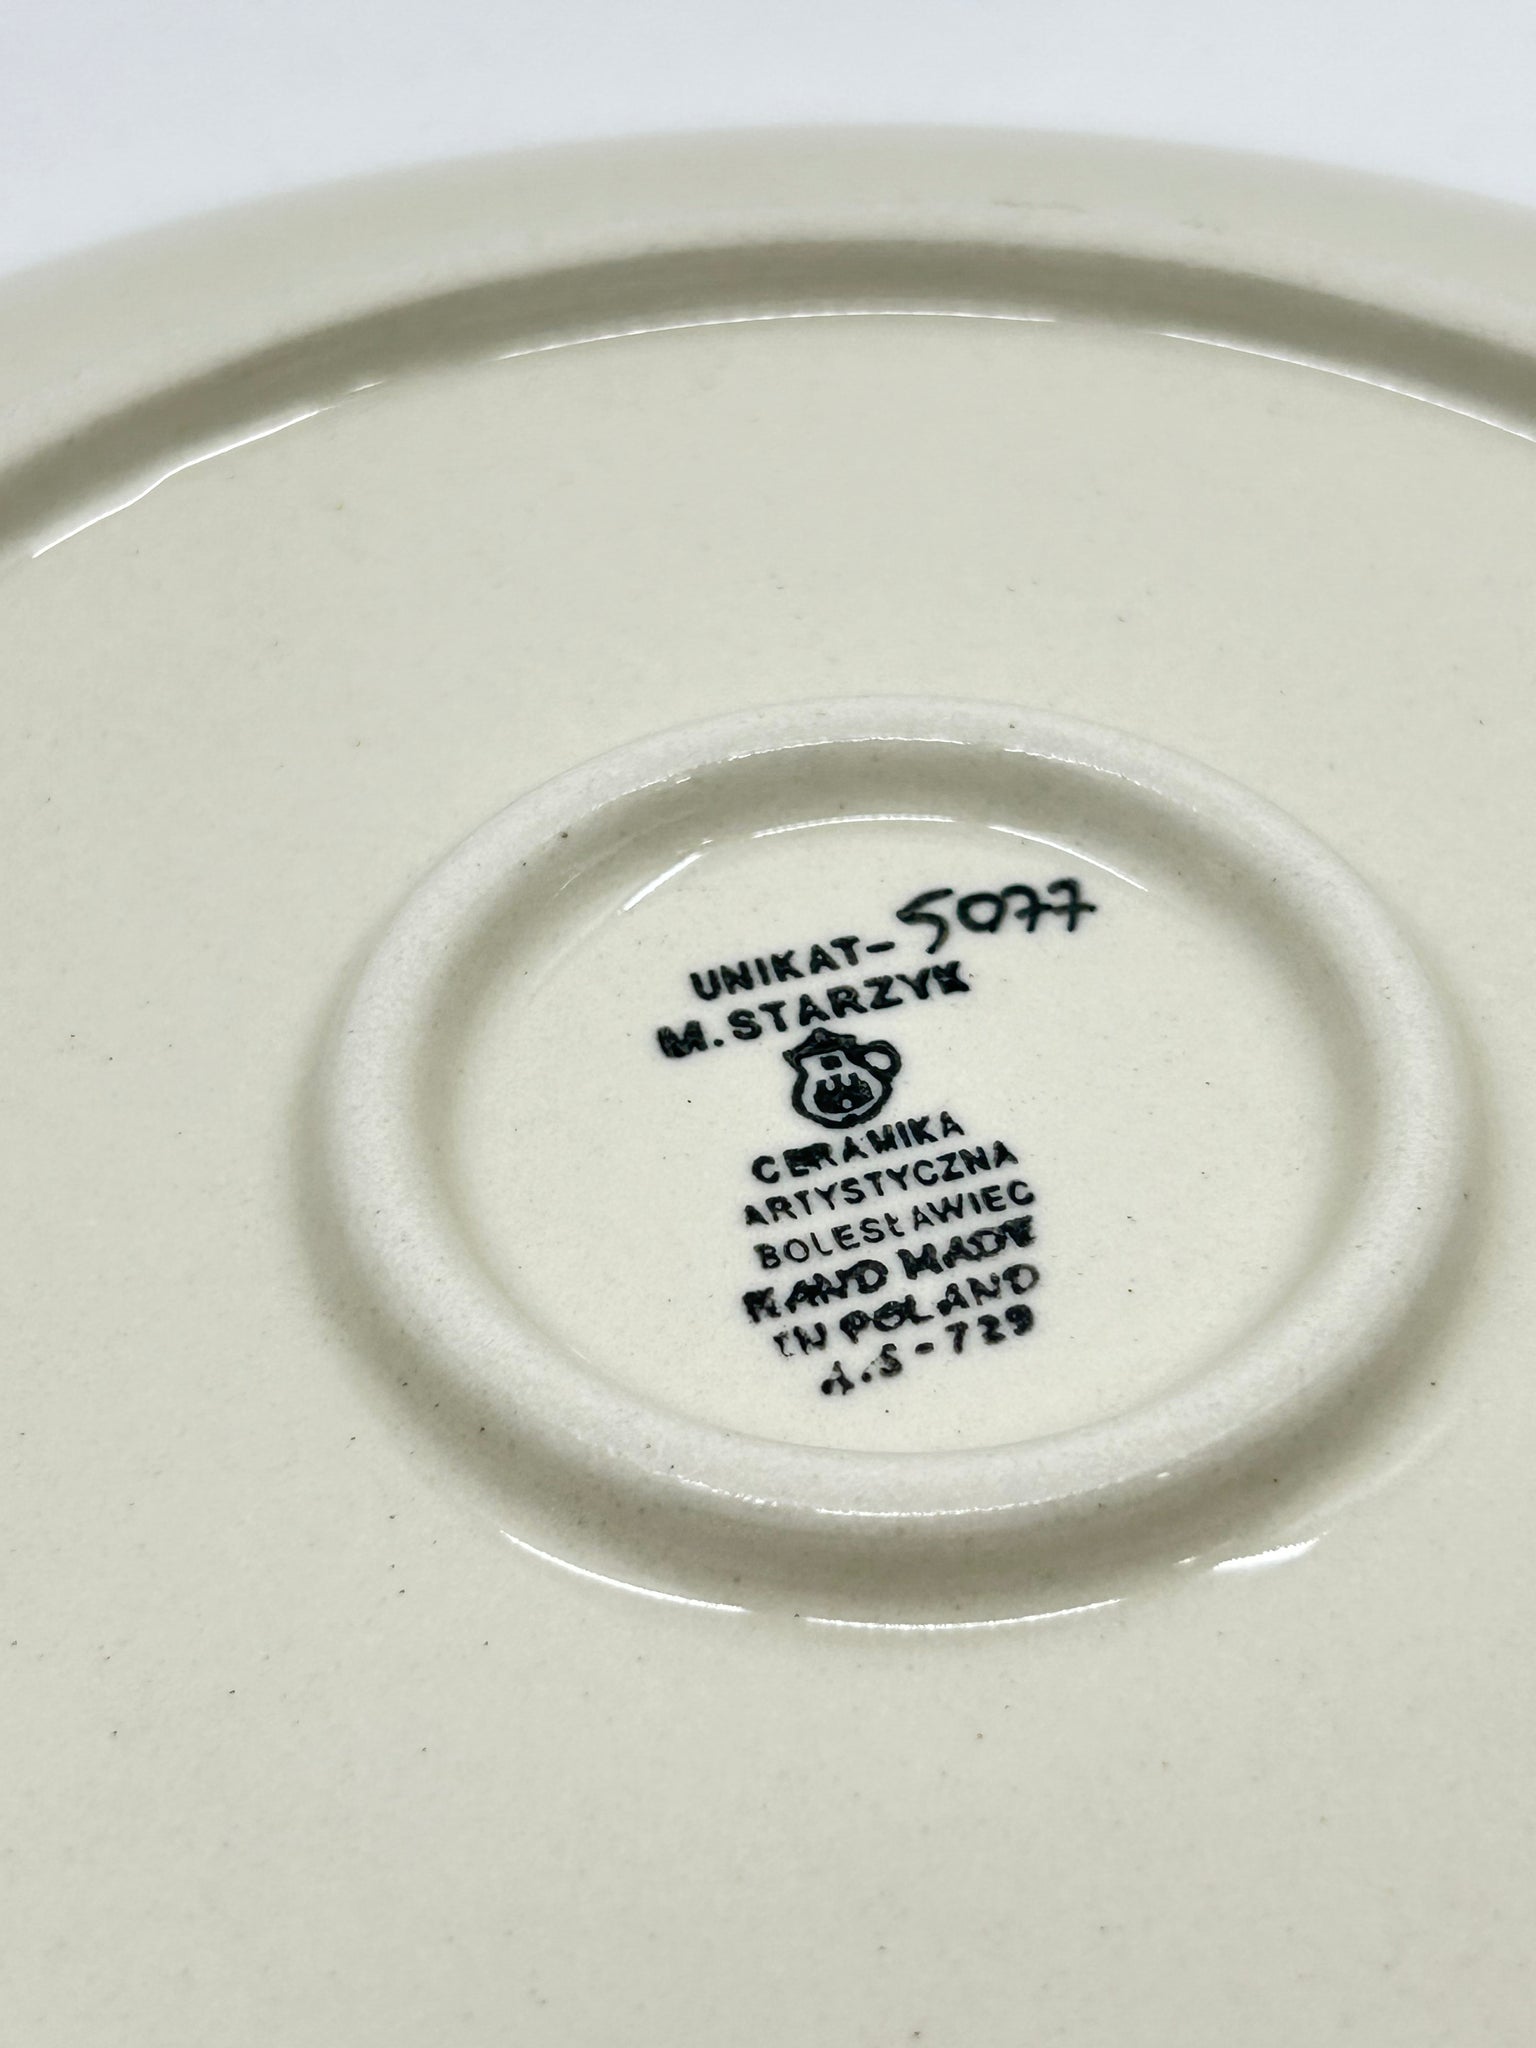 UNIKAT-5077
M.STARZYK
CERAMIKA
ARTYSTYCZNA
BOLESŁAWIEC
HAND MADE
IN POLAND
A.S-729